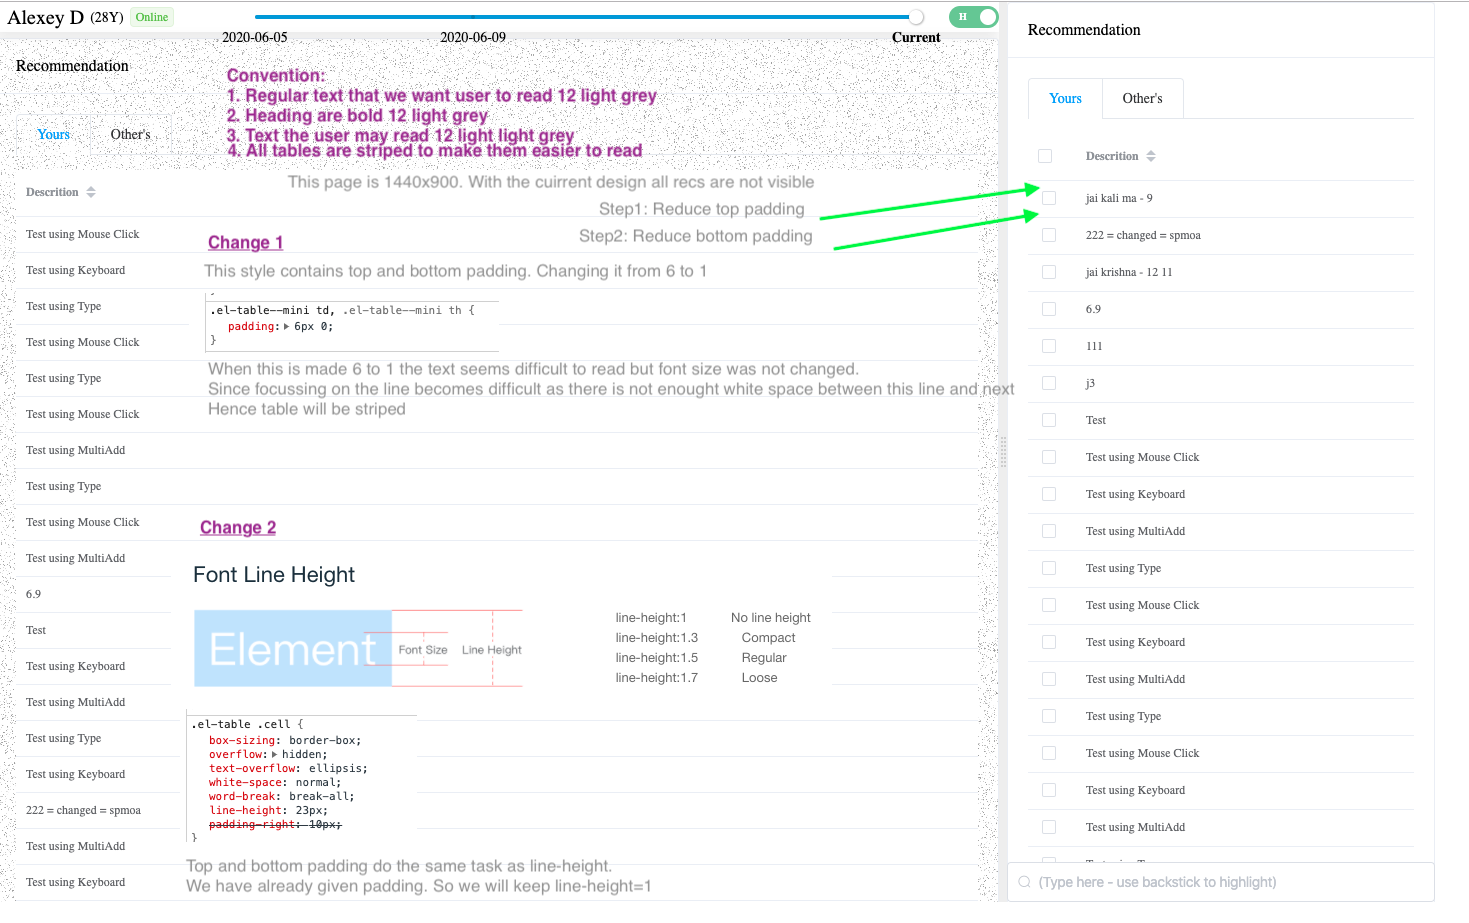 Alexey D (28Y) Online
H
2020-06-05 2020-06-09 Current
Recommendation
Convention:
1. Regular text that we want user to read 12 light grey
2. Heading are bold 12 light grey
3. Text the user may read 12 light light grey
4. All tables are striped to make them easier to read
Yours Other's
This page is 1440x900. With the cuirrent design all recs are not visible
Step1: Reduce top padding
Step2: Reduce bottom padding
Descrition
Test using Mouse Click
Test using Keyboard
Test using Type
Test using Mouse Click
Test using Type
Test using Mouse Click
Test using MultiAdd
Test using Type
Test using Mouse Click
Test using MultiAdd
6.9
Test
Test using Keyboard
Test using MultiAdd
Test using Type
Test using Keyboard
222 = changed = spmoa
Test using MultiAdd
Test using Keyboard
Change 1
This style contains top and bottom padding. Changing it from 6 to 1
.el-table--mini td, .el-table--mini th {
padding: 6px 0;
}
When this is made 6 to 1 the text seems difficult to read but font size was not changed.
Since focussing on the line becomes difficult as there is not enought white space between this line and next
Hence table will be striped
Change 2
Font Line Height
Element Font Size Line Height
line-height:1 No line height
line-height:1.3 Compact
line-height:1.5 Regular
line-height:1.7 Loose
.el-table .cell {
box-sizing: border-box;
overflow: hidden;
text-overflow: ellipsis;
white-space: normal;
word-break: break-all;
line-height: 23px;
padding-right: 10px;
}
Top and bottom padding do the same task as line-height.
We have already given padding. So we will keep line-height=1
Recommendation
Yours Other's
Descrition
jai kali ma - 9
222 = changed = spmoa
jai krishna - 12 11
6.9
111
j3
Test
Test using Mouse Click
Test using Keyboard
Test using MultiAdd
Test using Type
Test using Mouse Click
Test using Keyboard
Test using MultiAdd
Test using Type
Test using Mouse Click
Test using Keyboard
Test using MultiAdd
(Type here - use backstick to highlight)